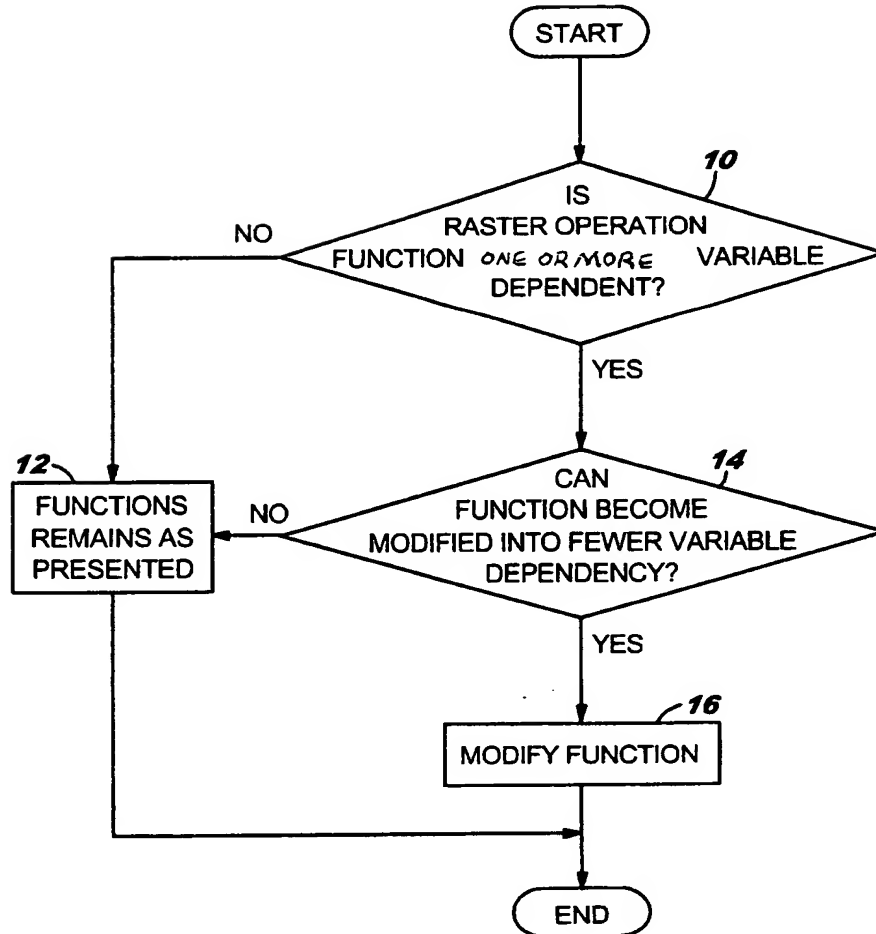 START
10
IS
RASTER OPERATION
FUNCTION ONE OR MORE VARIABLE
DEPENDENT?
NO
YES
12
FUNCTIONS
REMAINS AS
PRESENTED
NO
14
CAN
FUNCTION BECOME
MODIFIED INTO FEWER VARIABLE
DEPENDENCY?
YES
16
MODIFY FUNCTION
END